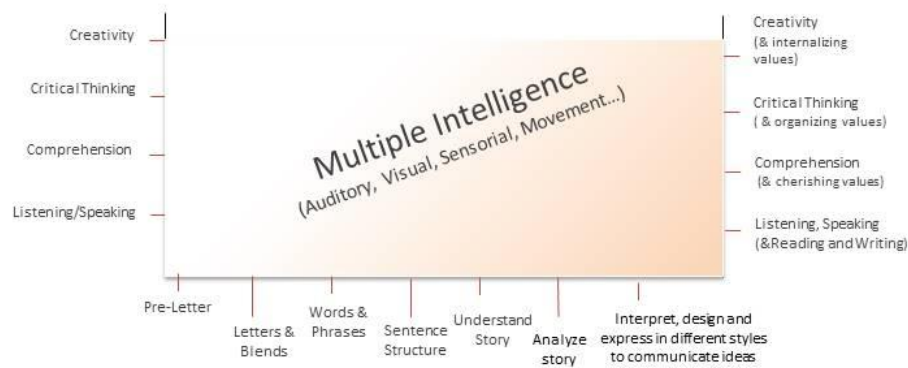 Creativity
Critical Thinking
Comprehension
Listening/Speaking
Multiple Intelligence
(Auditory, Visual, Sensorial, Movement...)
Creativity
(& internalizing
values)
Critical Thinking
( & organizing values)
Comprehension
(& cherishing values)
Listening, Speaking
(&Reading and Writing)
Pre-Letter
Letters &
Blends
Words &
Phrases
Sentence
Structure
Understand
Story
Analyze
story
Interpret, design and
express in different styles
to communicate ideas